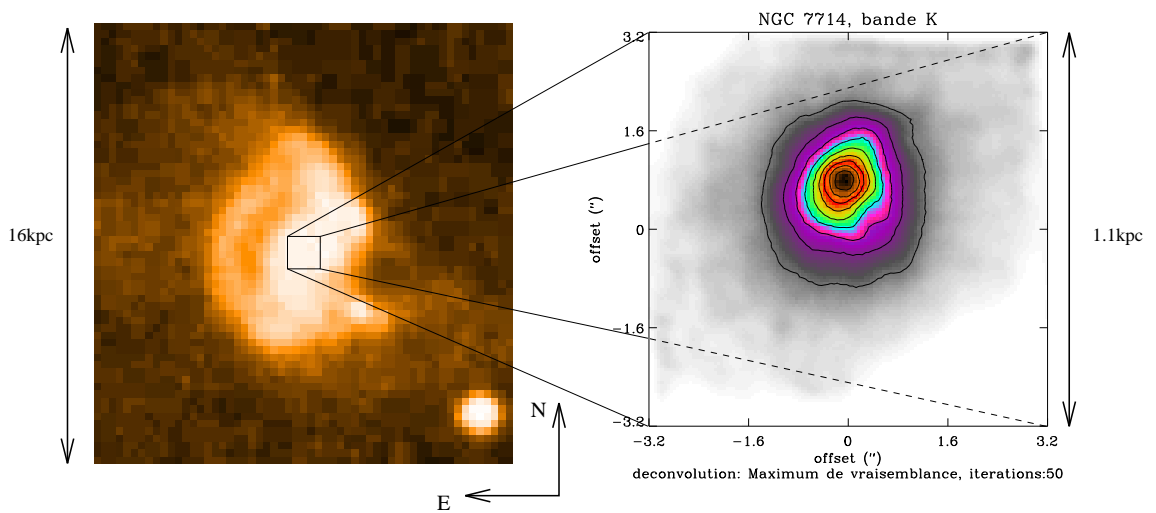 NGC 7714, bande K
16kpc
1.1kpc
3.2
1.6
0
-1.6
-3.2
offset (")
-3.2 -1.6 0 1.6 3.2
offset (")
deconvolution: Maximum de vraisemblance, iterations:50
N
E